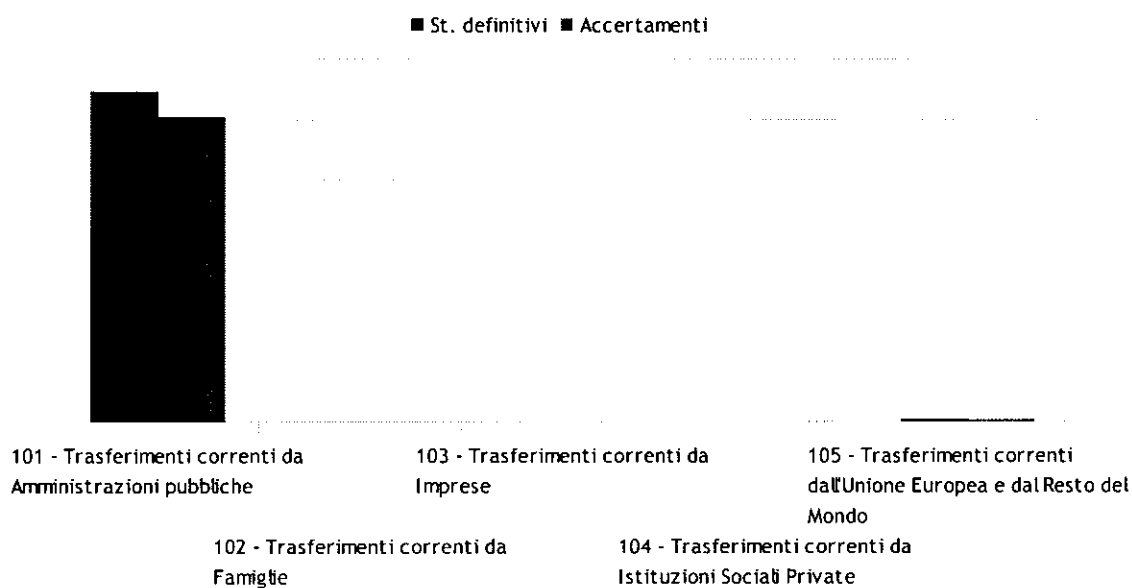 ■ St. definitivi ■ Accertamenti
101 - Trasferimenti correnti da
Amministrazioni pubbliche
103 - Trasferimenti correnti da
Imprese
105 - Trasferimenti correnti
dall'Unione Europea e dal Resto del
Mondo
102 - Trasferimenti correnti da
Famiglie
104 - Trasferimenti correnti da
Istituzioni Sociali Private